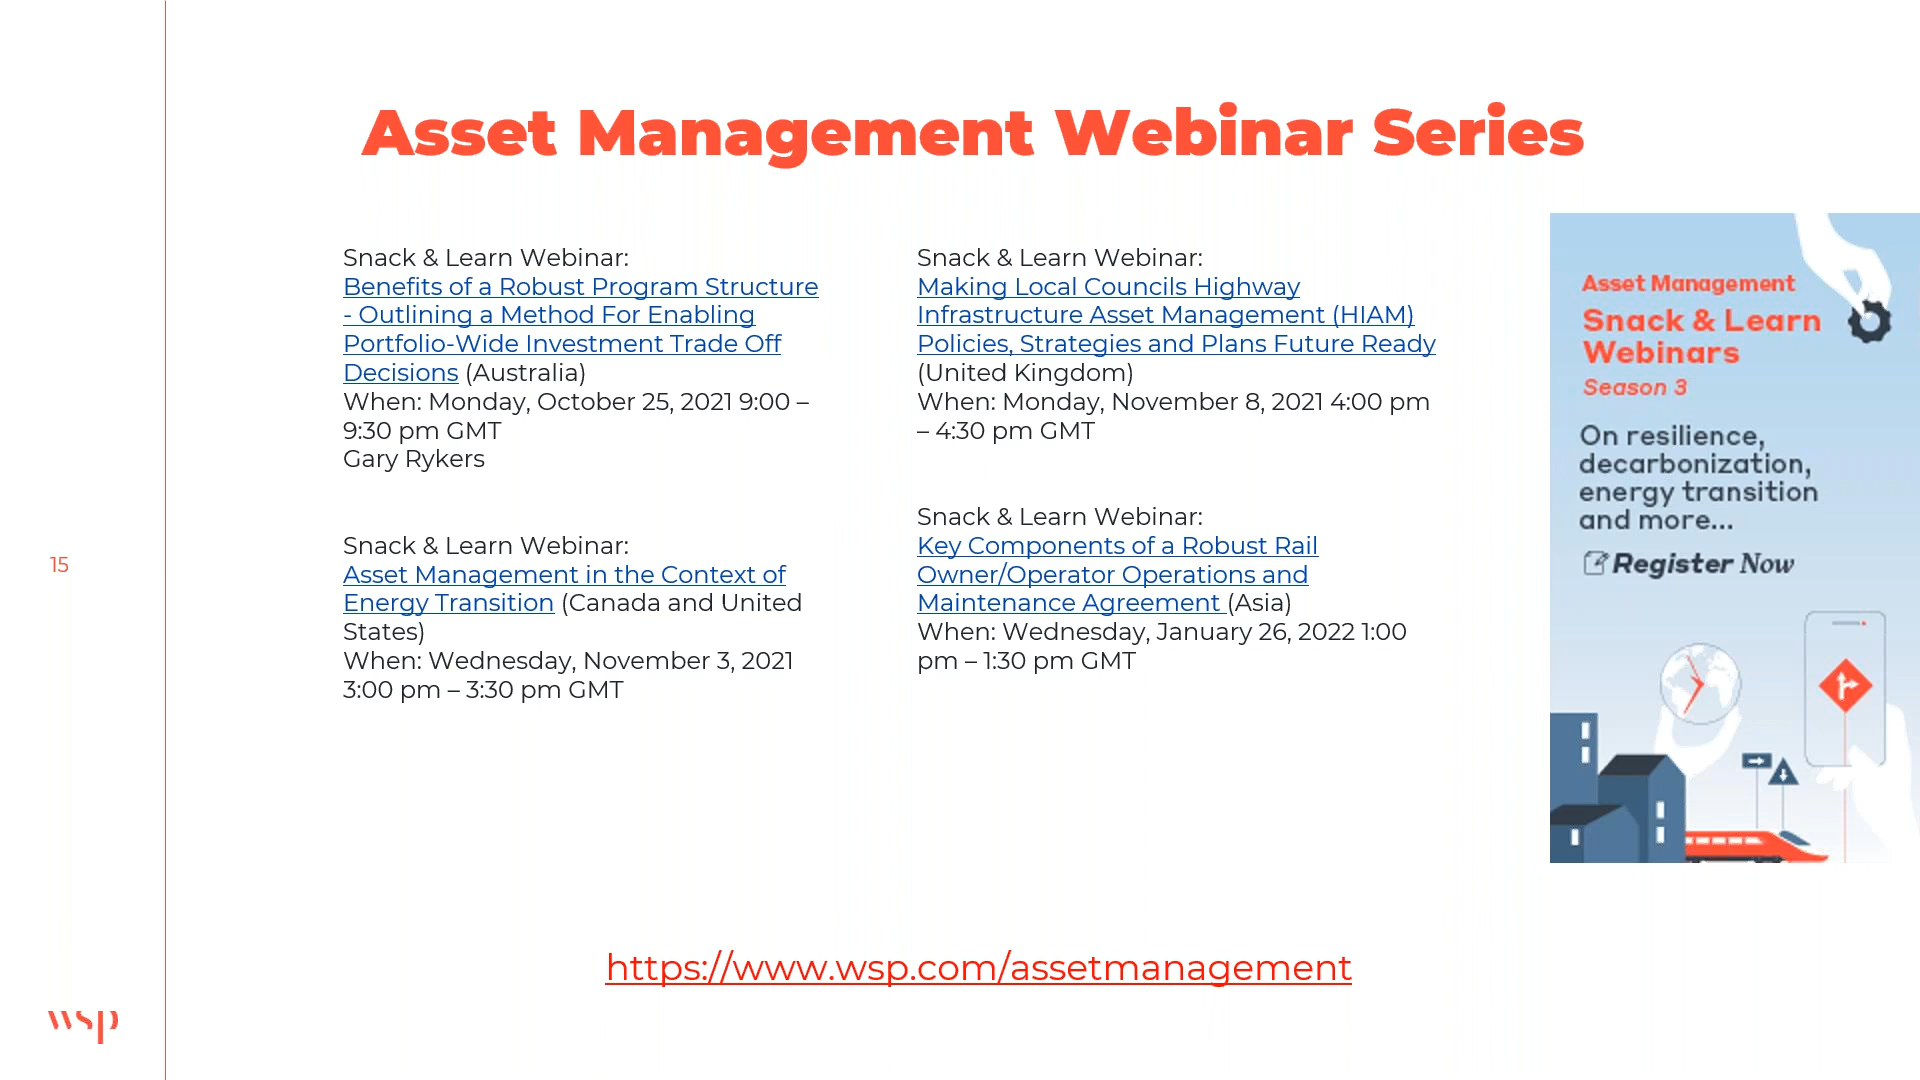 Asset Management Webinar Series
Snack & Learn Webinar:
Benefits of a Robust Program Structure
- Outlining a Method For Enabling
Portfolio-Wide Investment Trade Off
Decisions (Australia)
When: Monday, October 25, 2021 9:00 –
9:30 pm GMT
Gary Rykers
Snack & Learn Webinar:
Asset Management in the Context of
Energy Transition (Canada and United
States)
When: Wednesday, November 3, 2021
3:00 pm – 3:30 pm GMT
Snack & Learn Webinar:
Making Local Councils Highway
Infrastructure Asset Management (HIAM)
Policies, Strategies and Plans Future Ready
(United Kingdom)
When: Monday, November 8, 2021 4:00 pm
– 4:30 pm GMT
Snack & Learn Webinar:
Key Components of a Robust Rail
Owner/Operator Operations and
Maintenance Agreement (Asia)
When: Wednesday, January 26, 2022 1:00
pm – 1:30 pm GMT
Asset Management
Snack & Learn
Webinars
Season 3
On resilience,
decarbonization,
energy transition
and more...
Register Now
15
https://www.wsp.com/assetmanagement
wsp